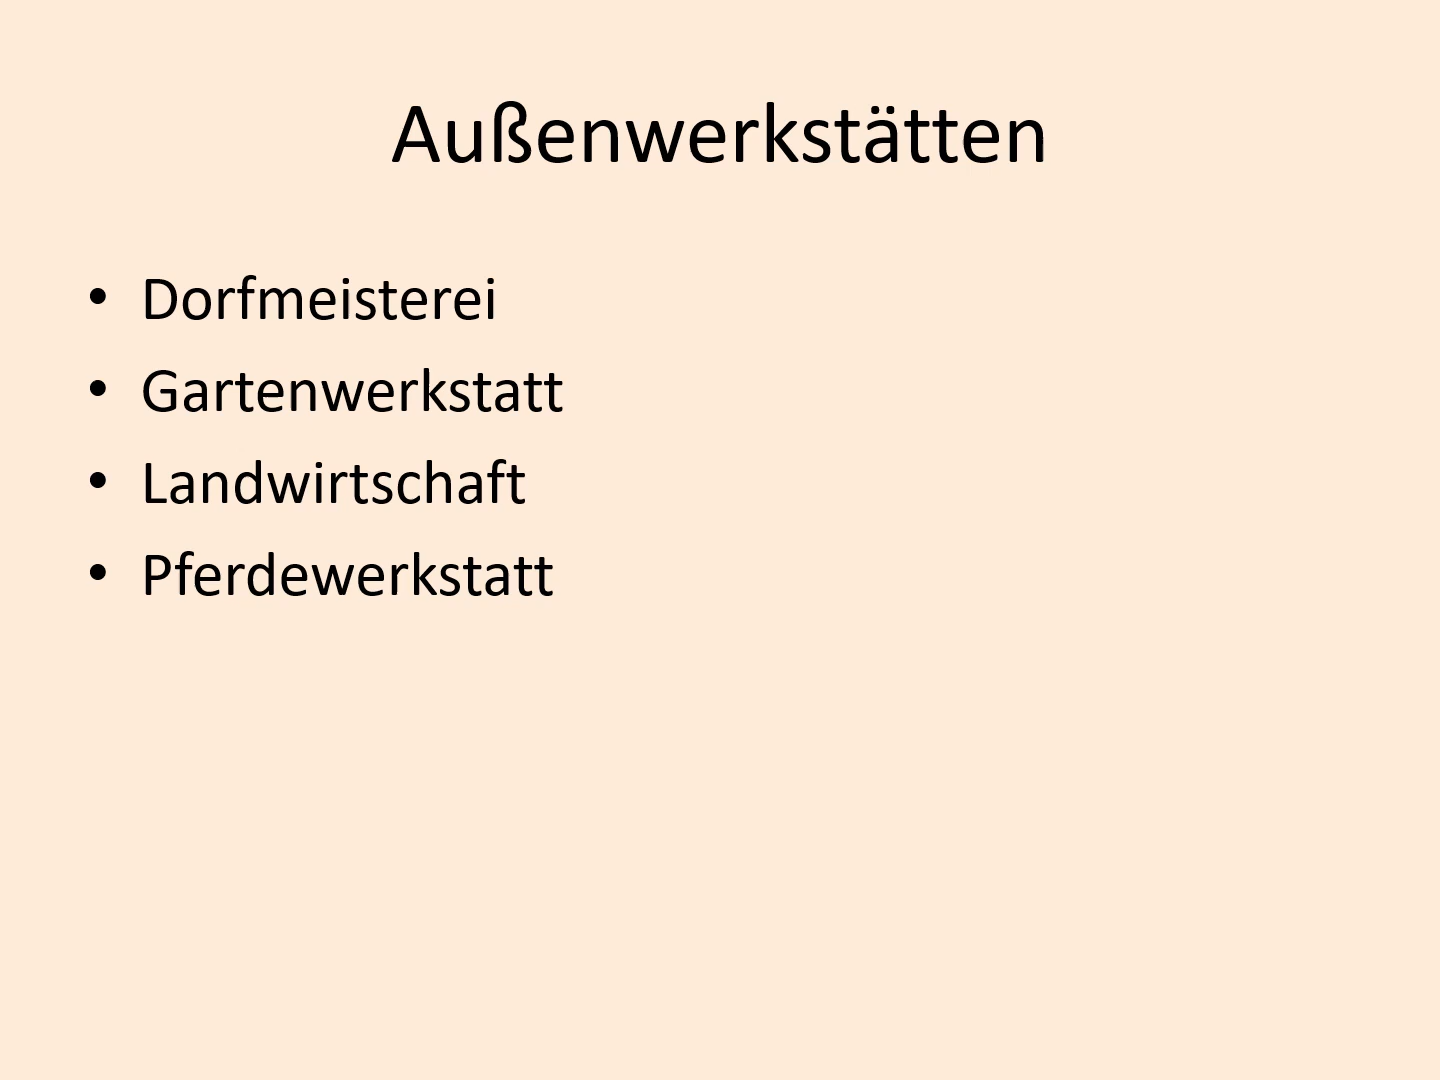 Außenwerkstätten
• Dorfmeisterei
• Gartenwerkstatt
• Landwirtschaft
• Pferdewerkstatt